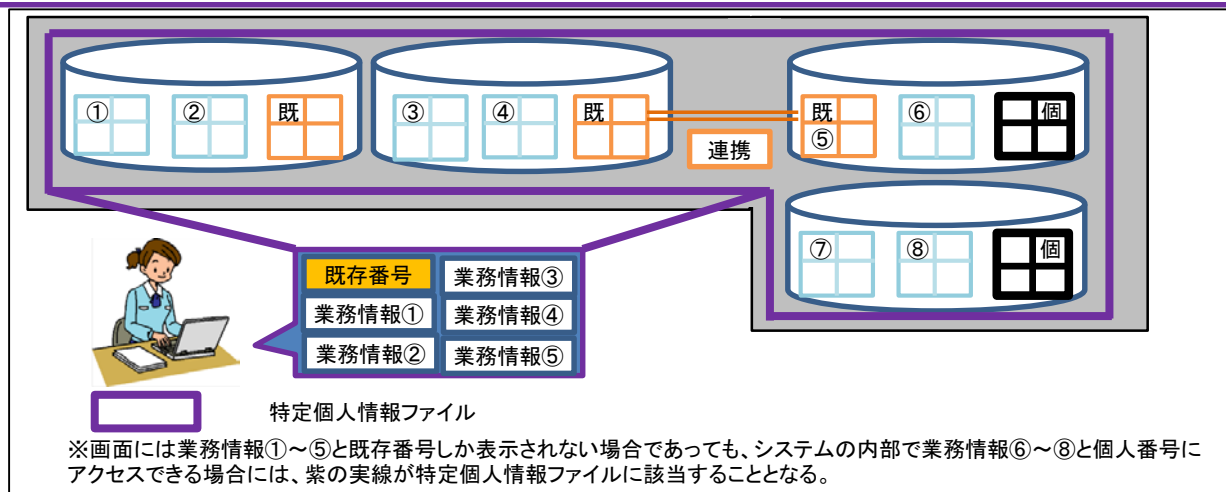 ① ② 既 ③ ④ 既 既 ⑥ 個
⑤
連携
⑦ ⑧ 個
既存番号 業務情報③
業務情報① 業務情報④
業務情報② 業務情報⑤
特定個人情報ファイル
※画面には業務情報①～⑤と既存番号しか表示されない場合であっても、システムの内部で業務情報⑥～⑧と個人番号に
アクセスできる場合には、紫の実線が特定個人情報ファイルに該当することとなる。